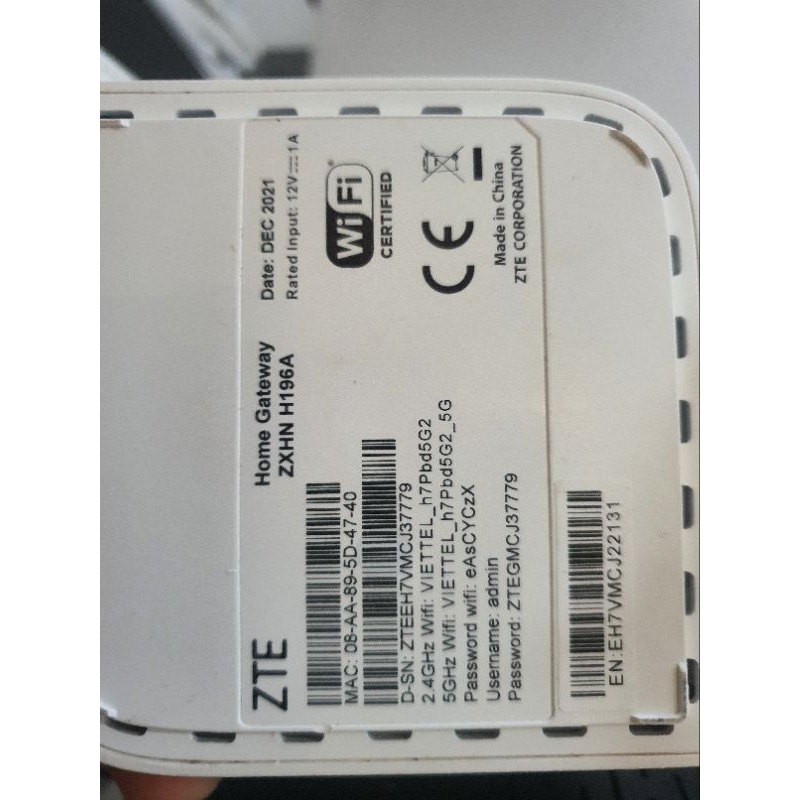 ZTE
Home Gateway
ZXHN H196A
Date: DEC 2021
Rated Input: 12V⎓1A
MAC: 08-AA-89-5D-47-40
D-SN: ZTEEH7VMCJ37779
2.4GHz Wifi: VIETTEL_h7Pbd5G2
5GHz Wifi: VIETTEL_h7Pbd5G2_5G
Password wifi: eAsCYCzX
Username: admin
Password: ZTEGMCJ37779
Wi Fi
CERTIFIED
CE
Made in China
ZTE CORPORATION
EN:EH7VMCJ22131